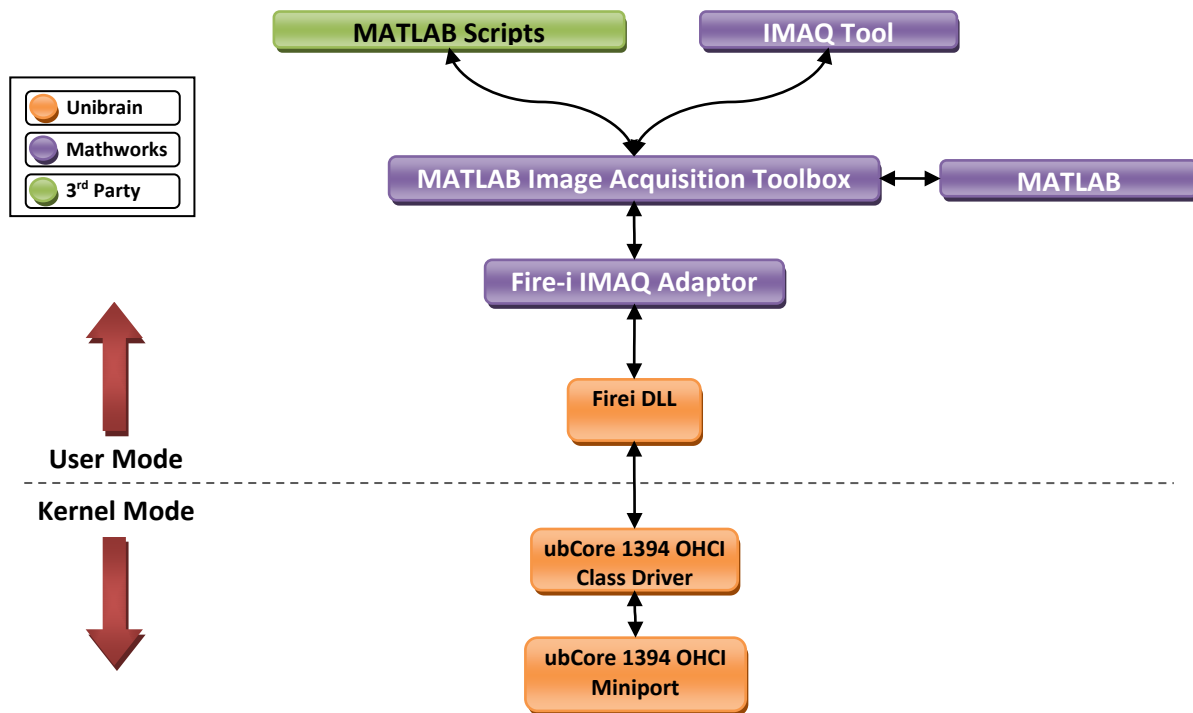 MATLAB Scripts
IMAQ Tool
Unibrain
Mathworks
3rd Party
MATLAB Image Acquisition Toolbox
MATLAB
Fire-i IMAQ Adaptor
Firei DLL
User Mode
Kernel Mode
ubCore 1394 OHCI
Class Driver
ubCore 1394 OHCI
Miniport